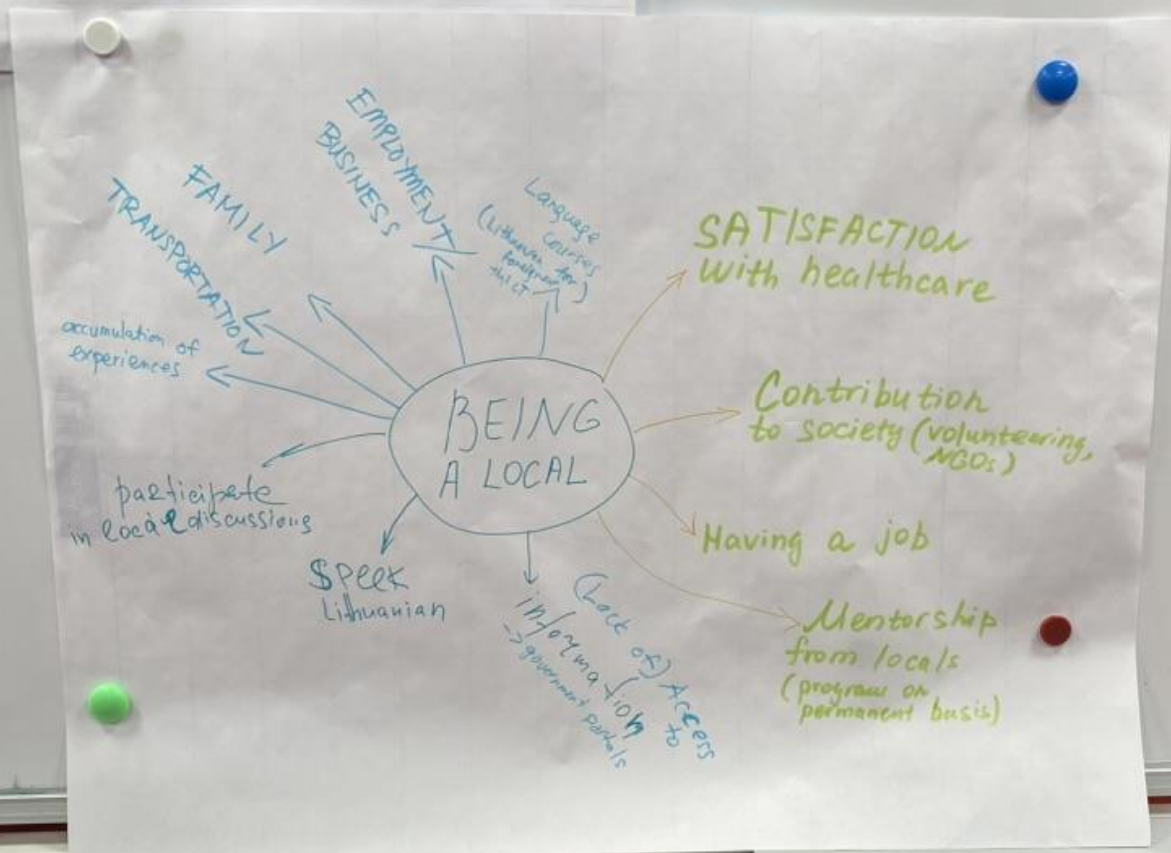 EMPLOYMENT/
BUSINESS
FAMILY
TRANSPORTATION
accumulation of
experiences
participate
in local discussions
Speek
Lithuanian
BEING
A LOCAL
Language
courses
(Lithuanian for
(Lack of) Access to
information
-> government portals
SATISFACTION
with healthcare
Contribution
to society (volunteering,
NGOs)
Having a job
Mentorship
from locals
(program on
permanent basis)